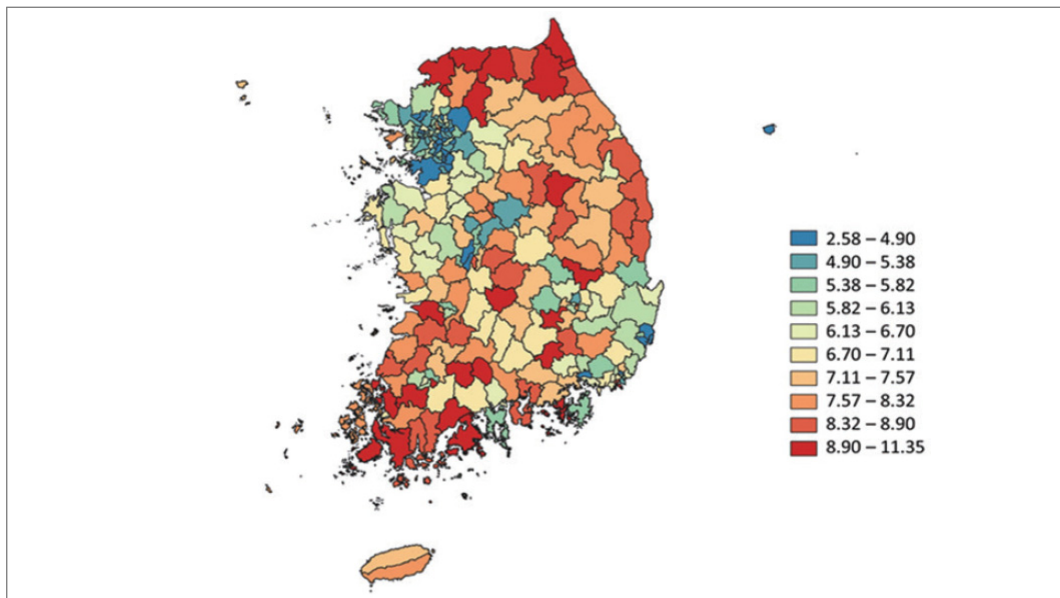 2.58 – 4.90
4.90 – 5.38
5.38 – 5.82
5.82 – 6.13
6.13 – 6.70
6.70 – 7.11
7.11 – 7.57
7.57 – 8.32
8.32 – 8.90
8.90 – 11.35